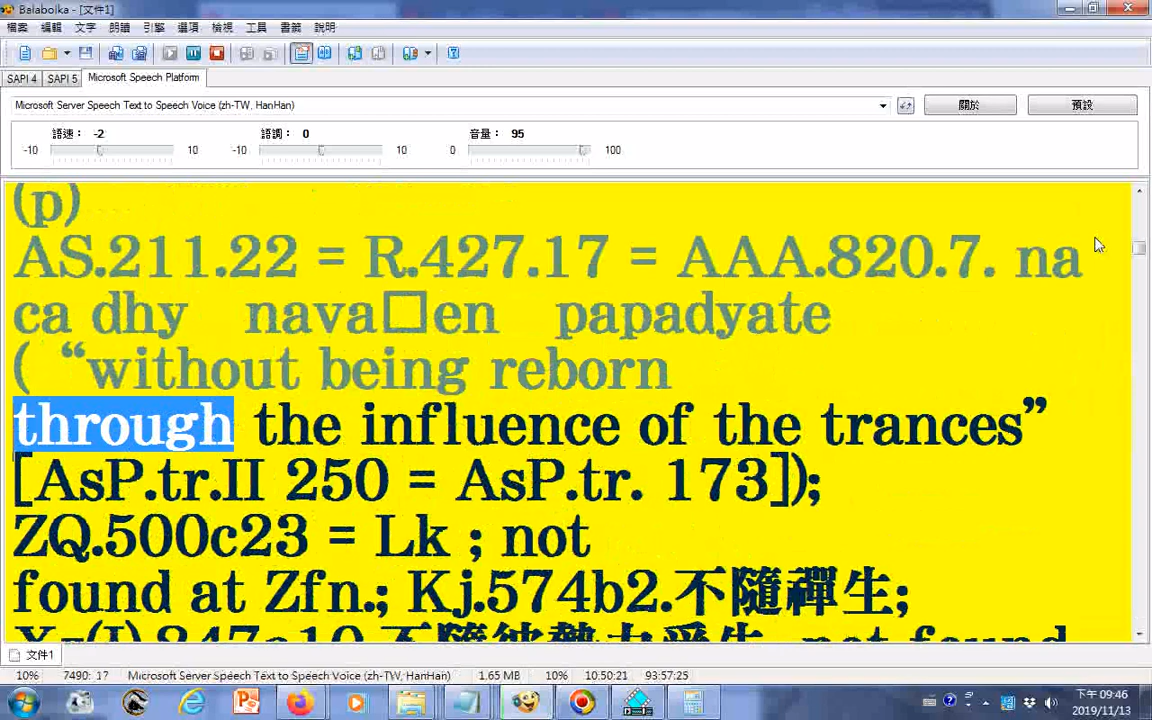 Balabolka - [文件1]
檔案 編輯 文字 朗讀 引擎 選項 檢視 工具 書籤 說明
SAPI 4 SAPI 5 Microsoft Speech Platform
Microsoft Server Speech Text to Speech Voice (zh-TW, HanHan) 關於 預設
語速： -2 語調： 0 音量： 95
-10 10 -10 10 0 100
(p)
AS.211.22 = R.427.17 = AAA.820.7. na
ca dhy nava□en papadyate
( “without being reborn
through the influence of the trances”
[AsP.tr.II 250 = AsP.tr. 173]);
ZQ.500c23 = Lk ; not
found at Zfn.; Kj.574b2.不隨禪生;
not found
文件1
10% 7490: 17 Microsoft Server Speech Text to Speech Voice (zh-TW, HanHan) 1.65 MB 10% 10:50:21 93:57:25
下午 09:46
2019/11/13